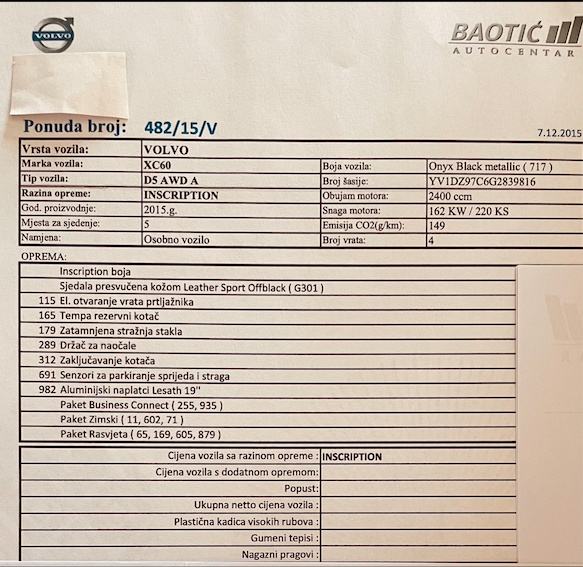 VOLVO
BAOTIĆ
AUTOCENTAR
Ponuda broj: 482/15/V
7.12.2015
Vrsta vozila: VOLVO
Marka vozila: XC60 Boja vozila: Onyx Black metallic ( 717 )
Tip vozila: D5 AWD A Broj šasije: YV1DZ97C6G2839816
Razina opreme: INSCRIPTION Obujam motora: 2400 ccm
God. proizvodnje: 2015.g. Snaga motora: 162 KW / 220 KS
Mjesta za sjedenje: 5 Emisija CO2(g/km): 149
Namjena: Osobno vozilo Broj vrata: 4
OPREMA:
Inscription boja
Sjedala presvučena kožom Leather Sport Offblack ( G301 )
115 El. otvaranje vrata prtljažnika
165 Tempa rezervni kotač
179 Zatamnjena stražnja stakla
289 Držač za naočale
312 Zaključavanje kotača
691 Senzori za parkiranje sprijeda i straga
982 Aluminijski naplatci Lesath 19"
Paket Business Connect ( 255, 935 )
Paket Zimski ( 11, 602, 71 )
Paket Rasvjeta ( 65, 169, 605, 879 )
Cijena vozila sa razinom opreme : INSCRIPTION
Cijena vozila s dodatnom opremom:
Popust:
Ukupna netto cijena vozila :
Plastična kadica visokih rubova :
Gumeni tepisi :
Nagazni pragovi :